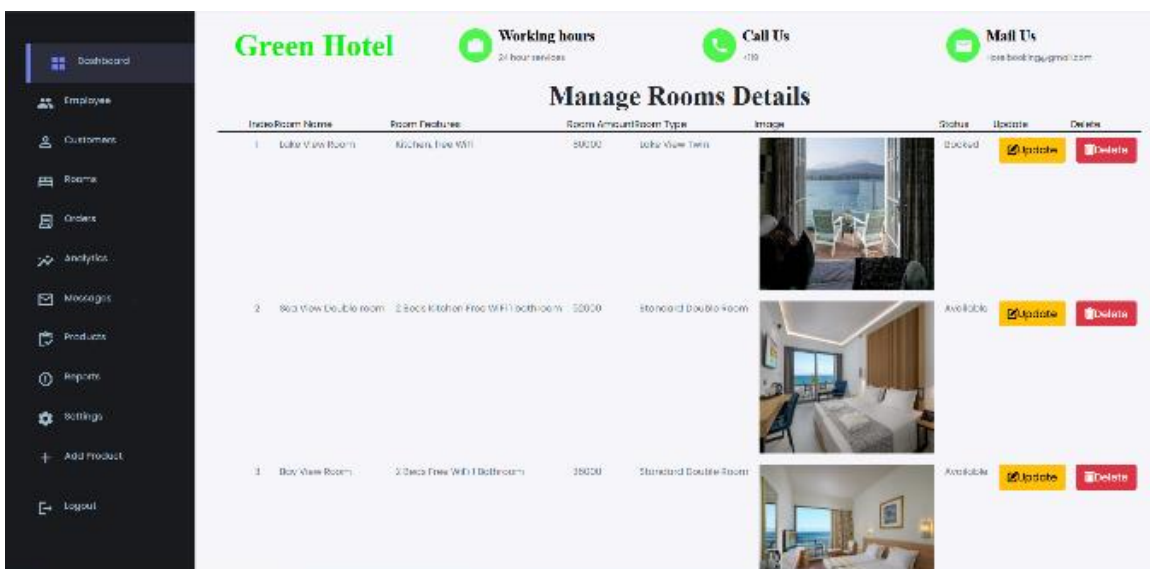 Dashboard
Employee
Customers
Rooms
Orders
Analytics
Messages
Products
Reports
Settings
Add Product
Logout
Green Hotel
Working hours
24 hour services
Call Us
Mail Us
Manage Rooms Details
Index Room Name Room Features Room Amount Room Type Image Status Update Delete
1 Lake View Room Kitchen, free Wifi Lake View Twin Booked Update Delete
2 Sea View Double room 2 Beds Kitchen Free WiFi 1 bathroom Standard Double Room Available Update Delete
3 Bay View Room 2 Beds Free WiFi 1 Bathroom Standard Double Room Available Update Delete